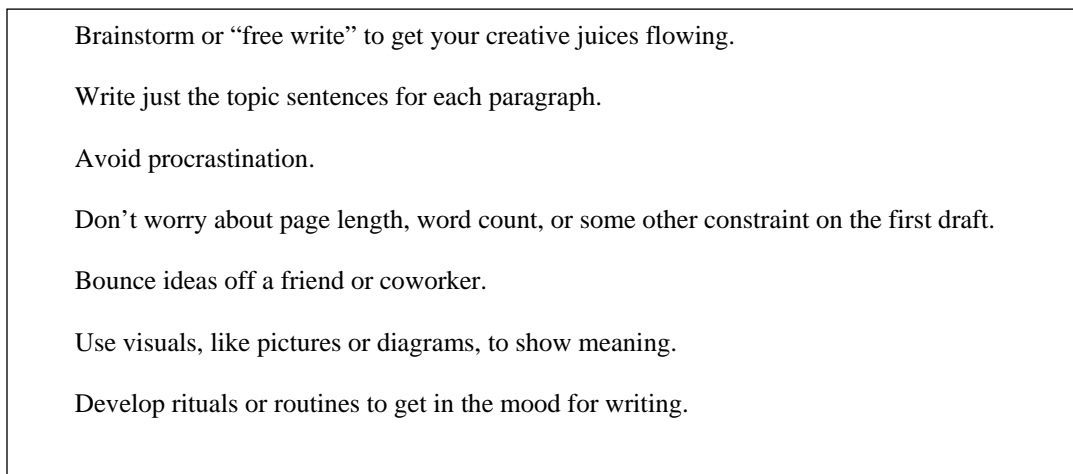 Brainstorm or “free write” to get your creative juices flowing.
Write just the topic sentences for each paragraph.
Avoid procrastination.
Don’t worry about page length, word count, or some other constraint on the first draft.
Bounce ideas off a friend or coworker.
Use visuals, like pictures or diagrams, to show meaning.
Develop rituals or routines to get in the mood for writing.